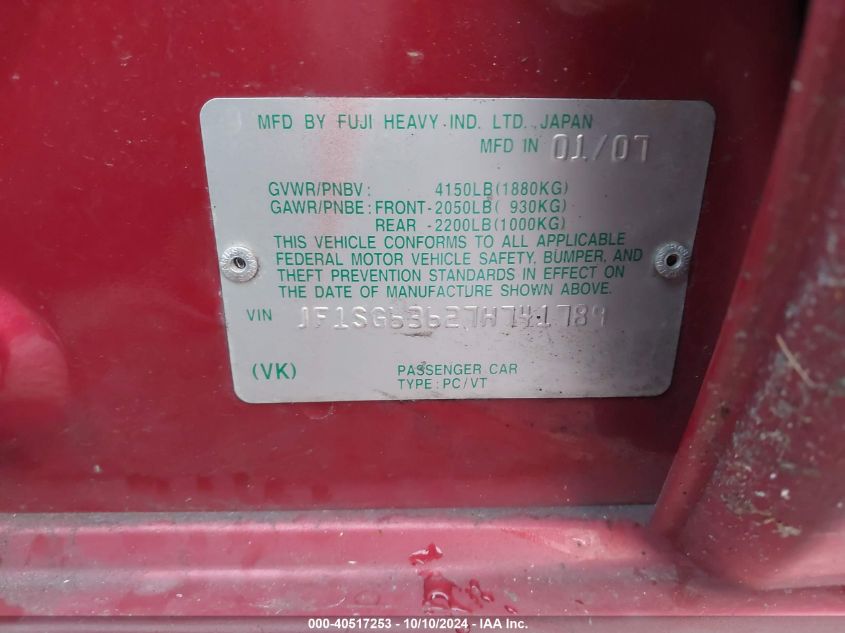 MFD BY FUJI HEAVY IND. LTD., JAPAN
MFD IN 01/07
GVWR/PNBV: 4150LB(1880KG)
GAWR/PNBE: FRONT-2050LB( 930KG)
REAR -2200LB(1000KG)
THIS VEHICLE CONFORMS TO ALL APPLICABLE
FEDERAL MOTOR VEHICLE SAFETY, BUMPER, AND
THEFT PREVENTION STANDARDS IN EFFECT ON
THE DATE OF MANUFACTURE SHOWN ABOVE.
VIN JF1SG63627H741789
(VK) PASSENGER CAR
TYPE: PC/VT
000-40517253 - 10/10/2024 - IAA Inc.